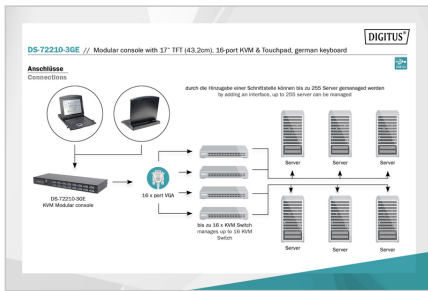 DIGITUS®
DS-72210-3GE // Modular console with 17" TFT (43,2cm), 16-port KVM & Touchpad, german keyboard
Anschlüsse
Connections
durch die Hinzugabe einer Schnittstelle können bis zu 255 Server gemanaged werden
by adding an interface, up to 255 server can be managed
Server
Server
Server
DS-72210-3GE
KVM Modular console
16 x port VGA
bis zu 16 x KVM Switch
manages up to 16 KVM
Switch
Server
Server
Server